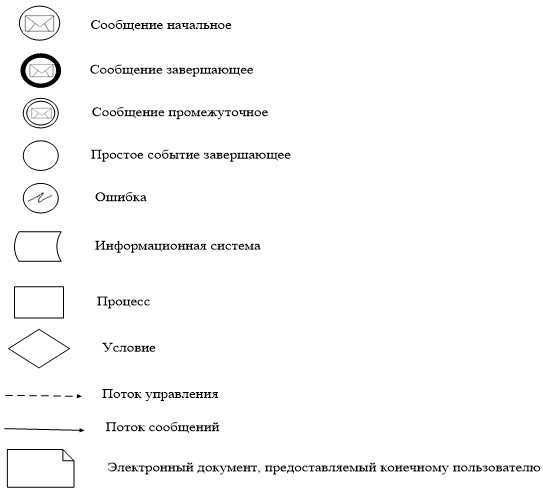 Сообщение начальное
Сообщение завершающее
Сообщение промежуточное
Простое событие завершающее
Ошибка
Информационная система
Процесс
Условие
Поток управления
Поток сообщений
Электронный документ, предоставляемый конечному пользователю